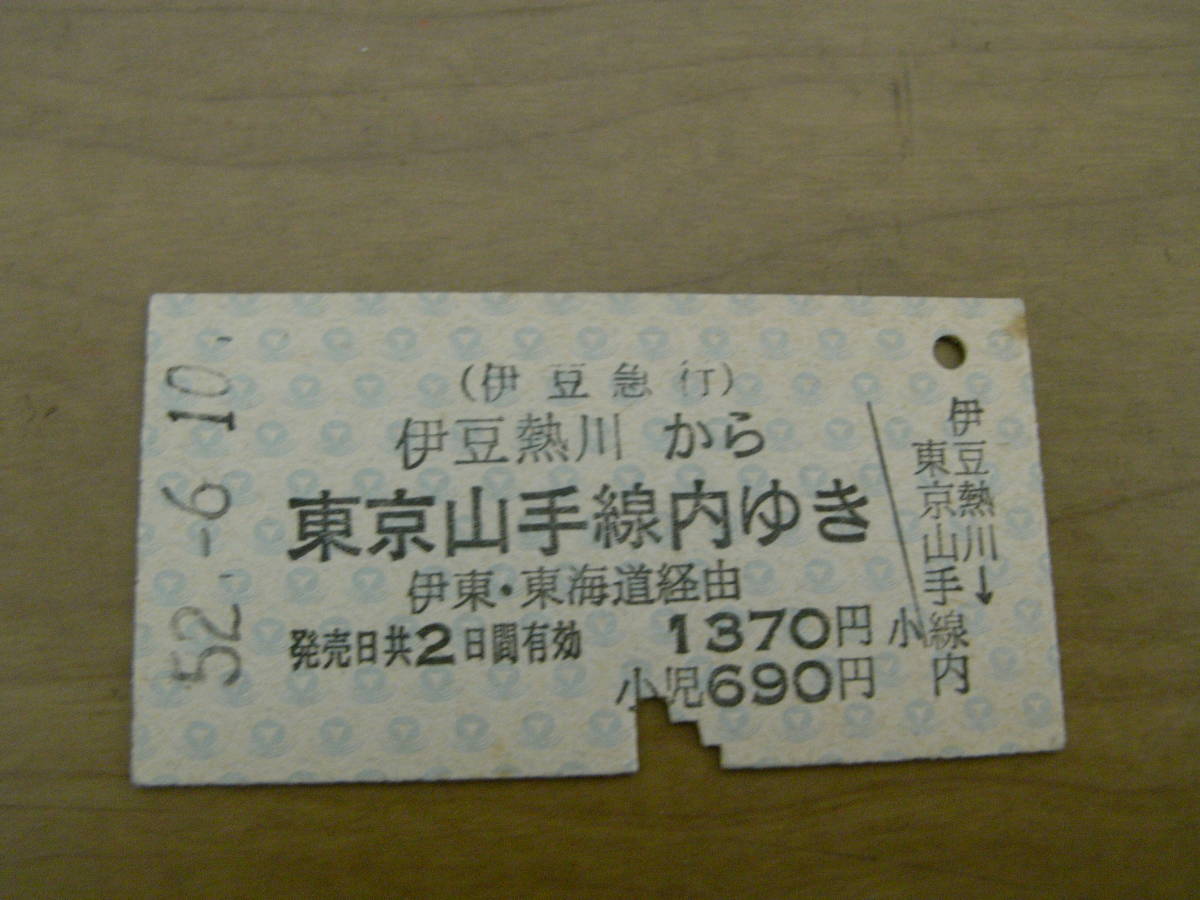 52.-6.10.
(伊豆急行)
伊豆熱川 から
東京山手線内ゆき
伊東・東海道経由
発売日共2日間有効 1370円
小児690円
小
伊豆熱川→
東京山手線内